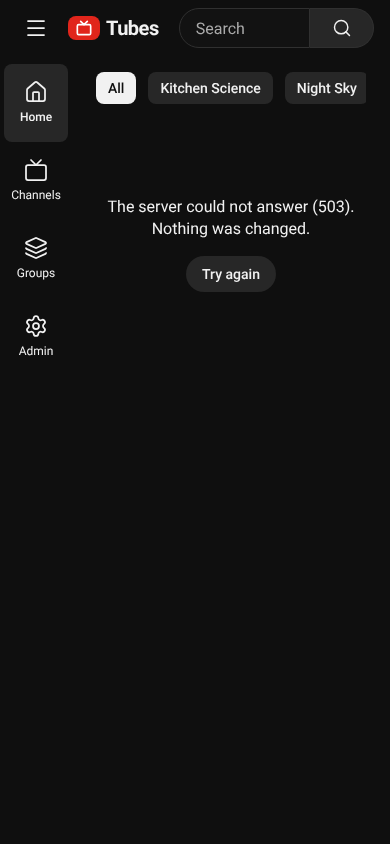 Tubes
Search
All
Kitchen Science
Night Sky
Home
Channels
Groups
Admin
The server could not answer (503).
Nothing was changed.
Try again